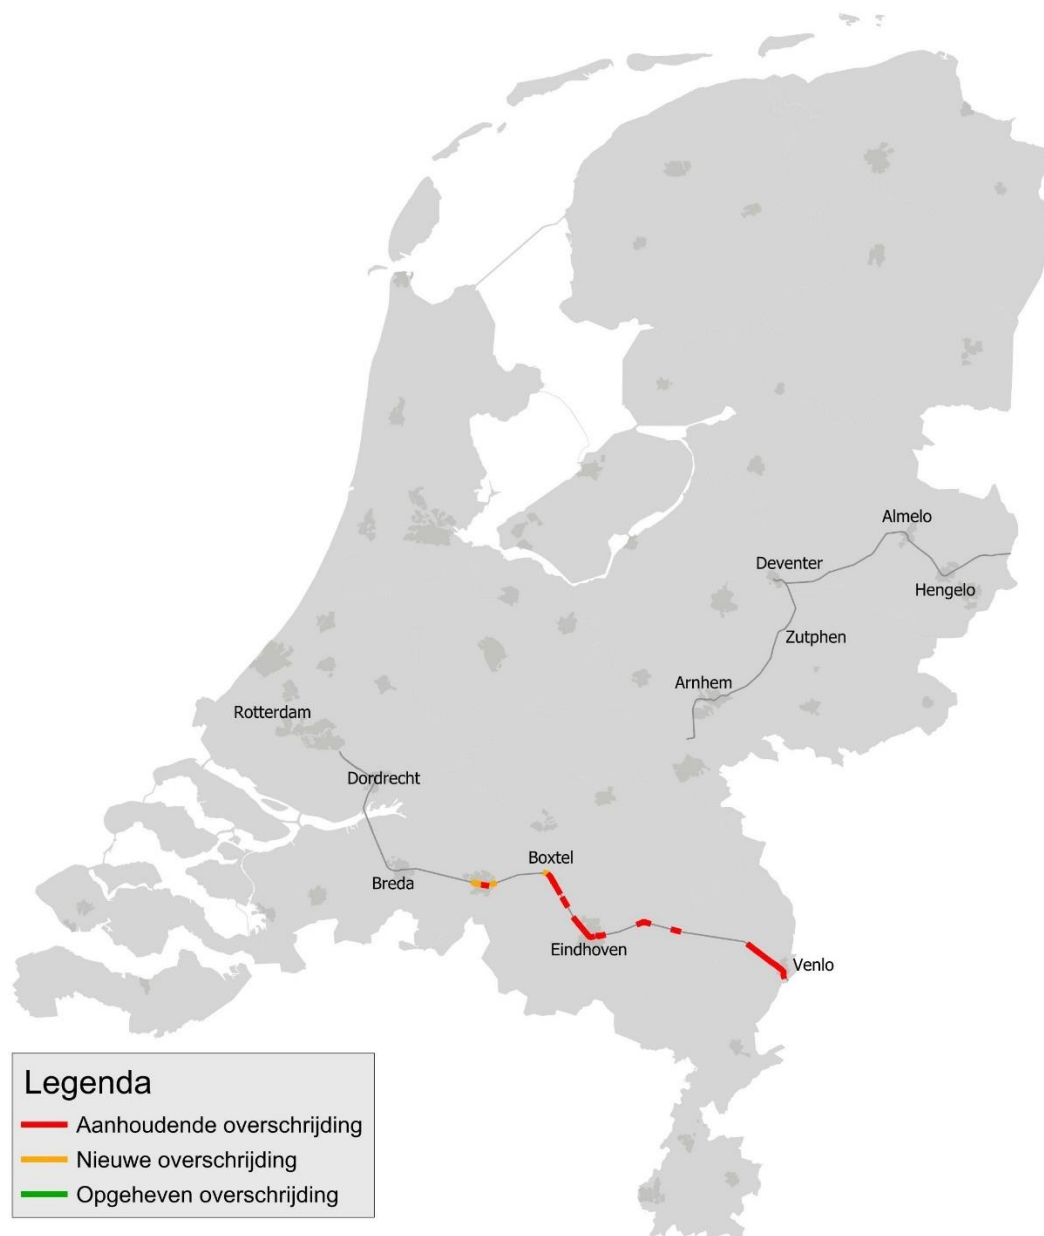 Almelo
Deventer
Hengelo
Zutphen
Arnhem
Rotterdam
Dordrecht
Boxtel
Breda
Eindhoven
Venlo
Legenda
Aanhoudende overschrijding
Nieuwe overschrijding
Opgeheven overschrijding